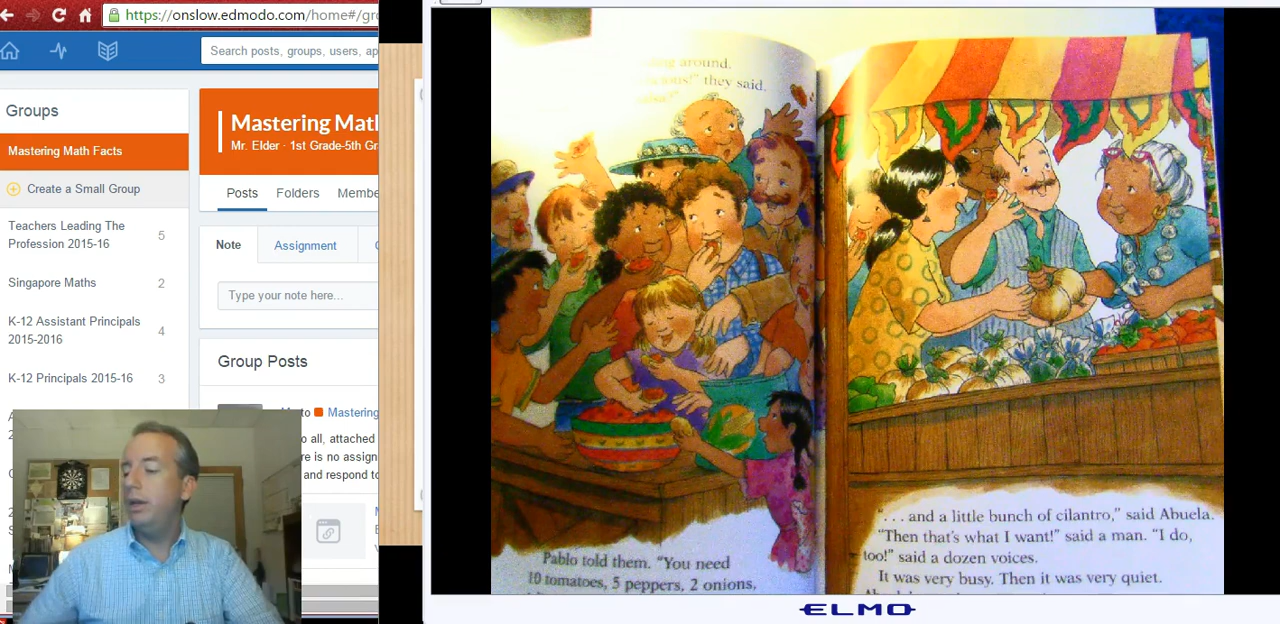 https://onslow.edmodo.com/home#/gr
Search posts, groups, users, ap
Groups
Mastering Math Facts
Create a Small Group
Teachers Leading The
Profession 2015-16
5
Singapore Maths
2
K-12 Assistant Principals
2015-2016
4
K-12 Principals 2015-16
3
Mastering Math
Mr. Elder · 1st Grade-5th Gr
Posts Folders Membe
Note Assignment
Type your note here...
Group Posts
to Mastering
o all, attached
re is no assign
and respond to
around.
they said,
Pablo told them. "You need
10 tomatoes, 5 peppers, 2 onions,
". . . and a little bunch of cilantro," said Abuela.
"Then that's what I want!" said a man. "I do,
too!" said a dozen voices.
It was very busy. Then it was very quiet.
ELMO